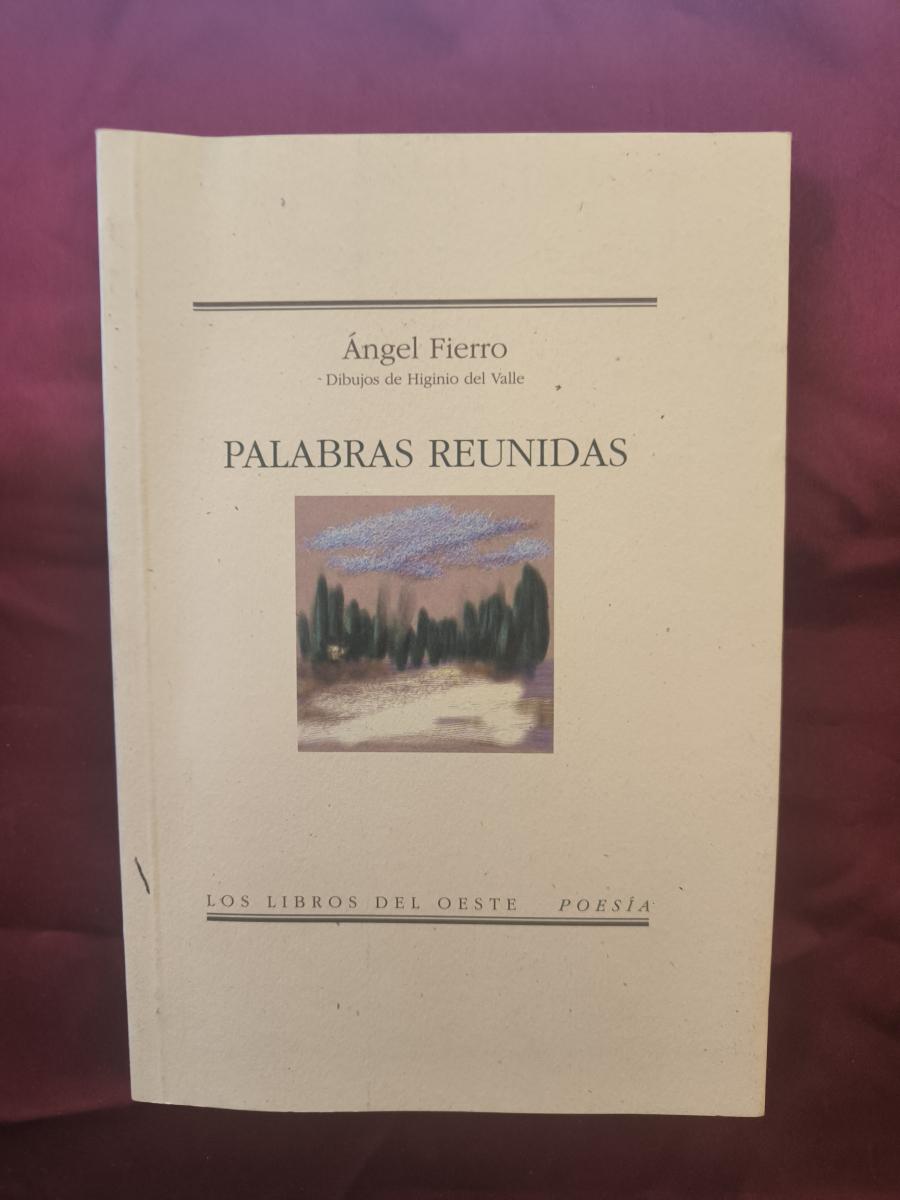 Ángel Fierro
Dibujos de Higinio del Valle
PALABRAS REUNIDAS
LOS LIBROS DEL OESTE POESÍA